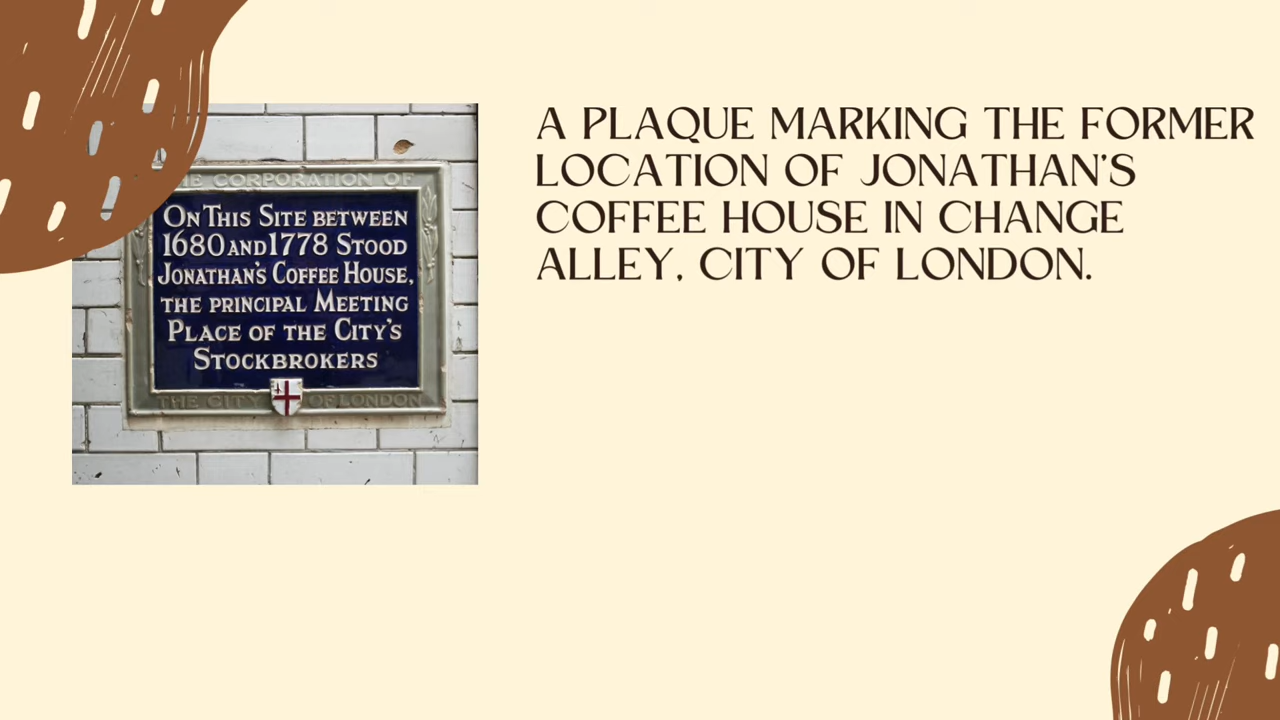 HE CORPORATION OF
ON THIS SITE BETWEEN
1680 AND 1778 STOOD
JONATHAN'S COFFEE HOUSE,
THE PRINCIPAL MEETING
PLACE OF THE CITY'S
STOCKBROKERS
THE CITY OF LONDON
A PLAQUE MARKING THE FORMER
LOCATION OF JONATHAN'S
COFFEE HOUSE IN CHANGE
ALLEY, CITY OF LONDON.